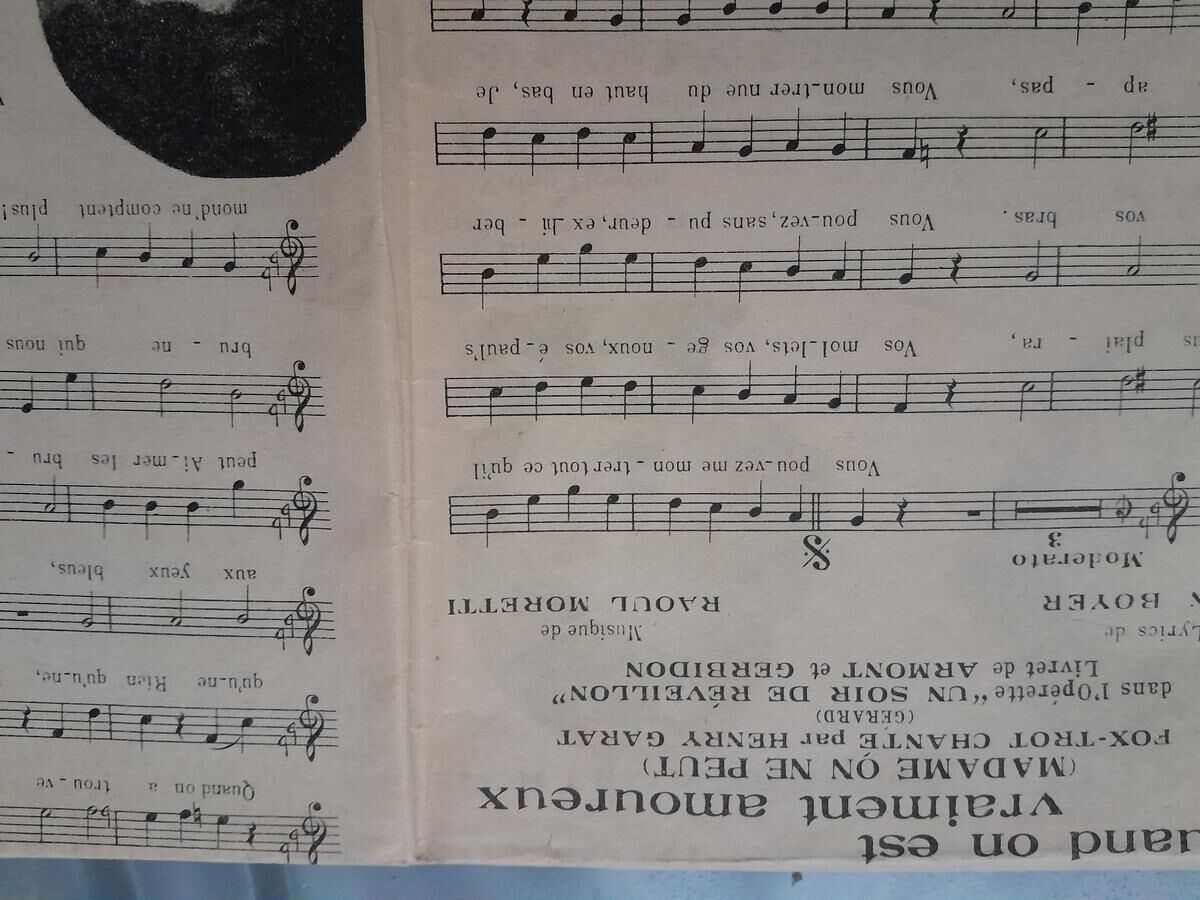 uand on est
vraiment amoureux
(MADAME ON NE PEUT)
FOX-TROT CHANTÉ par HENRY GARAT
(GERARD)
dans l'Opérette "UN SOIR DE RÉVEILLON"
Livret de ARMONT et GERBIDON
Lyrics de Musique de
BOYER RAOUL MORETTI
Moderato
3
Vous pou-vez me mon-trer tout ce qu'il
plai - ra, Vos mol-lets, vos ge - noux, vos é - paul's
vos bras. Vous pou-vez, sans pu - deur, ex-hi - ber
ap - pas, Vous mon-trer nue du haut en bas, Je
Quand on a trou-ve
qu'u-ne Rien qu'u-ne,
aux yeux bleus,
peut Ai-mer les bru -
bru - ne qui nous
mond' ne comptent plus!